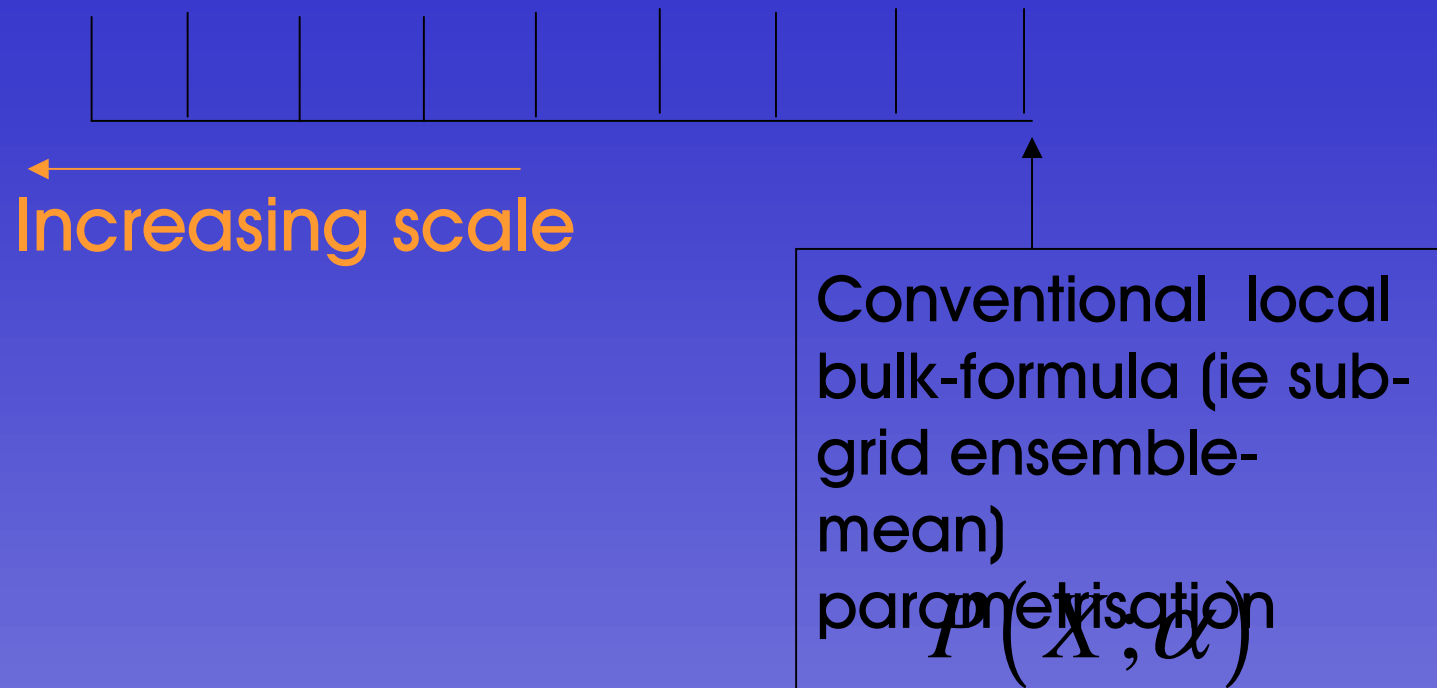 Increasing scale
Conventional local
bulk-formula (ie sub-
grid ensemble-
mean)
parametrisation
P(X;α)